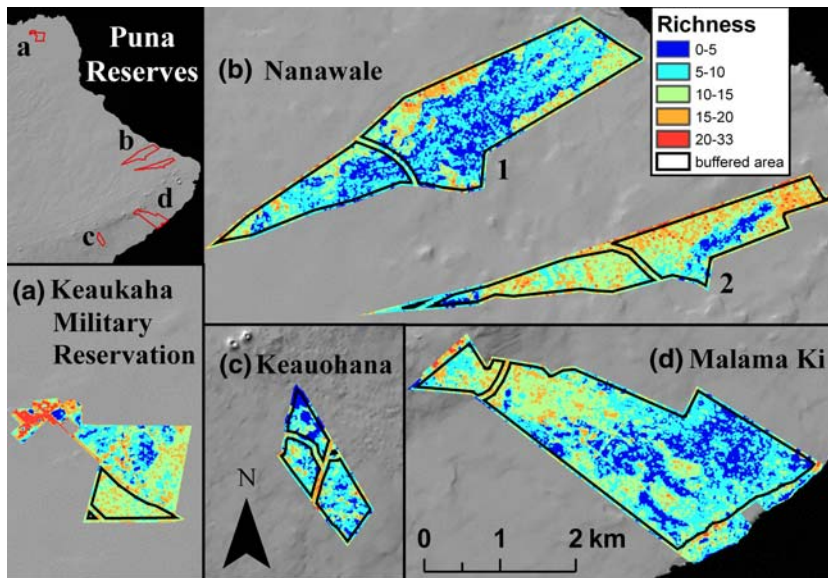 Puna
Reserves
a
b
d
c
(b) Nanawale
1
2
Richness
0-5
5-10
10-15
15-20
20-33
buffered area
(a) Keaukaha
Military
Reservation
(c) Keauohana
N
(d) Malama Ki
0 1 2 km